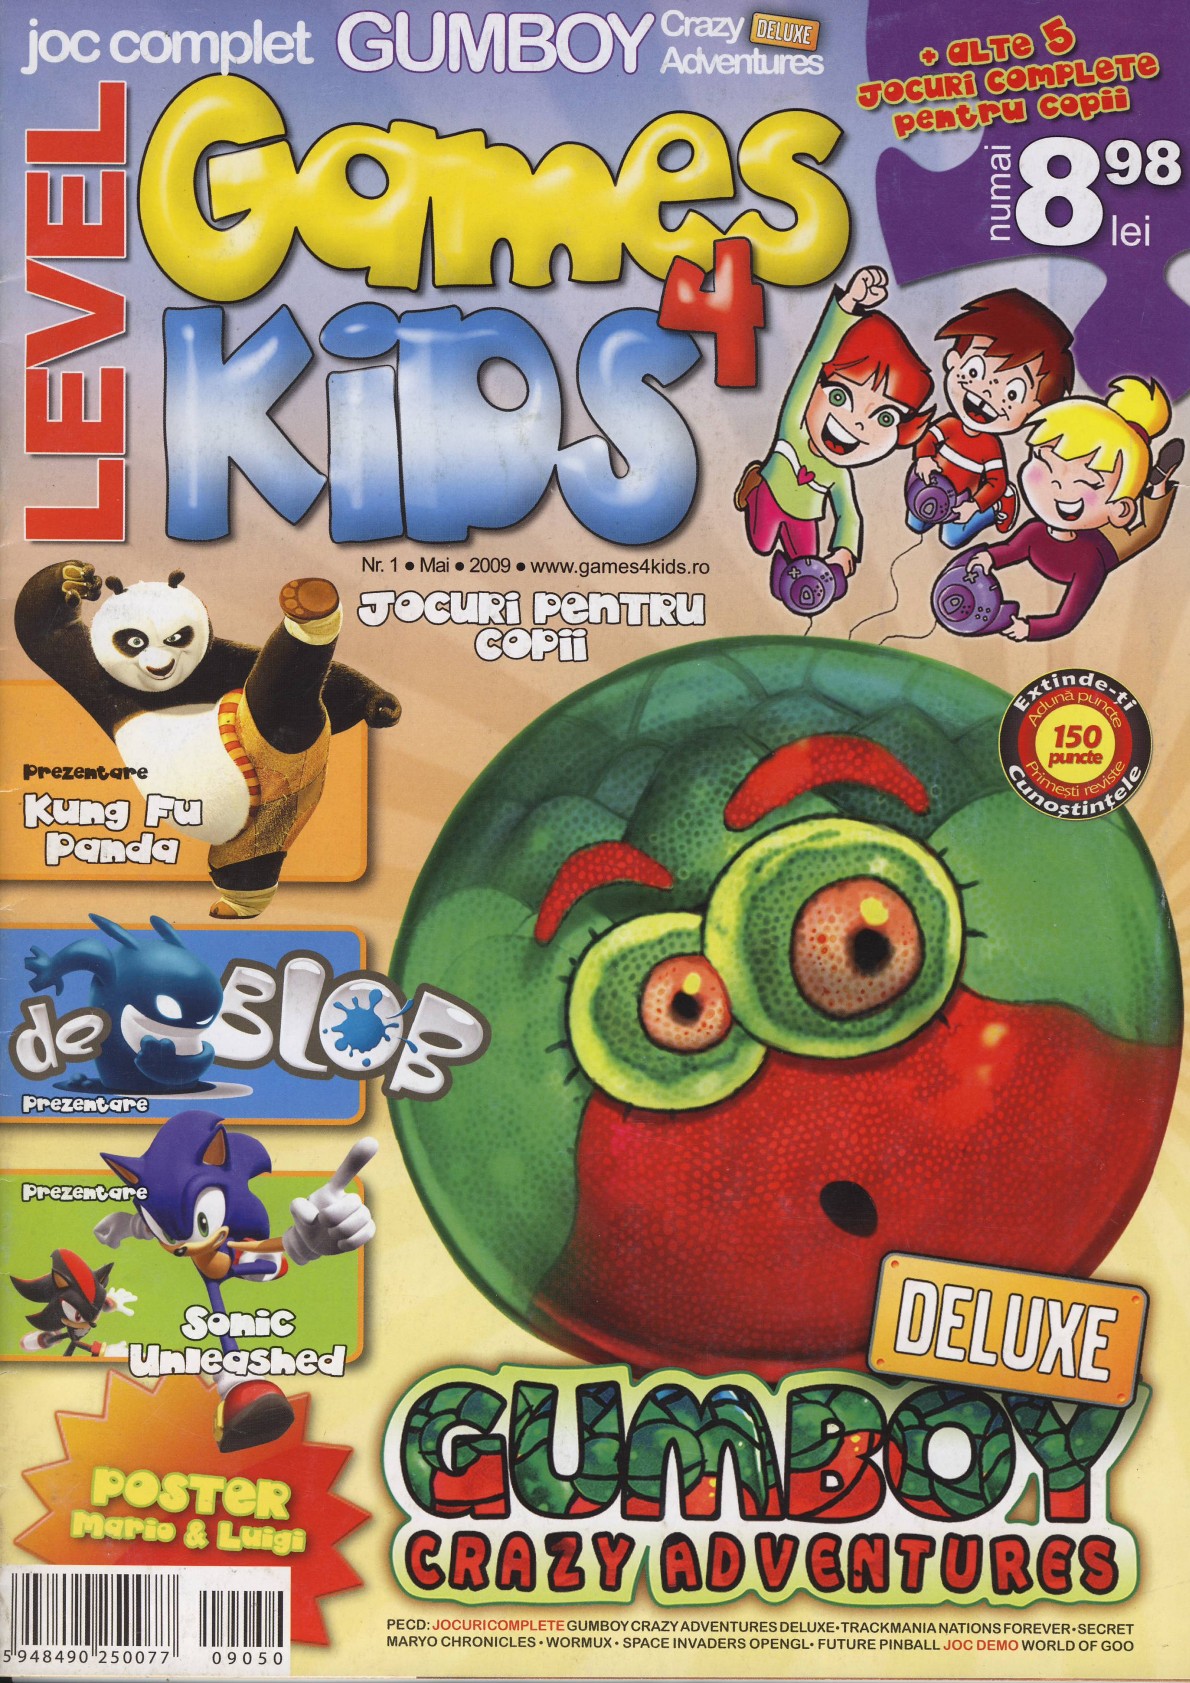 joc complet GUMBOY Crazy DELUXE
Adventures
+ ALTE 5
JOCURI COMPLETE
pentru copii
numai 8 98 lei
LEVEL
Games
4
Kids
Nr. 1 • Mai • 2009 • www.games4kids.ro
JOCURI PENTRU
COPII
Extinde-ți
Adună puncte
150
puncte
Primești reviste
Cunoștințele
Prezentare
Kung Fu
Panda
de BLOB
Prezentare
Prezentare
Sonic
Unleashed
POSTER
Mario & Luigi
DELUXE
GUMBOY
CRAZY ADVENTURES
PE CD: JOCURI COMPLETE GUMBOY CRAZY ADVENTURES DELUXE • TRACKMANIA NATIONS FOREVER • SECRET
MARYO CHRONICLES • WORMUX • SPACE INVADERS OPENGL • FUTURE PINBALL JOC DEMO WORLD OF GOO
5 948490 250077 09050